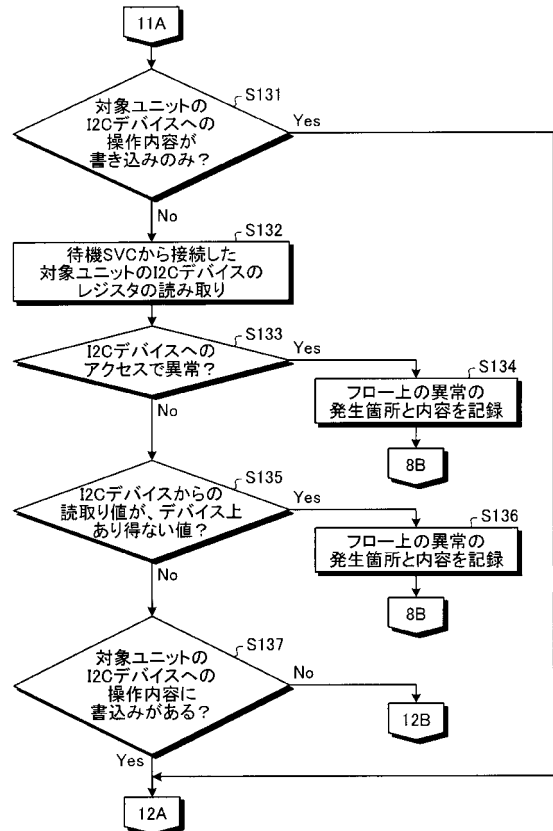 11A
S131
対象ユニットの
I2Cデバイスへの
操作内容が
書き込みのみ？
Yes
No
S132
待機SVCから接続した
対象ユニットのI2Cデバイスの
レジスタの読み取り
S133
I2Cデバイスへの
アクセスで異常？
Yes
No
S134
フロー上の異常の
発生箇所と内容を記録
8B
S135
I2Cデバイスからの
読取り値が、デバイス上
あり得ない値？
Yes
No
S136
フロー上の異常の
発生箇所と内容を記録
8B
S137
対象ユニットの
I2Cデバイスへの
操作内容に
書込みがある？
No
Yes
12B
12A